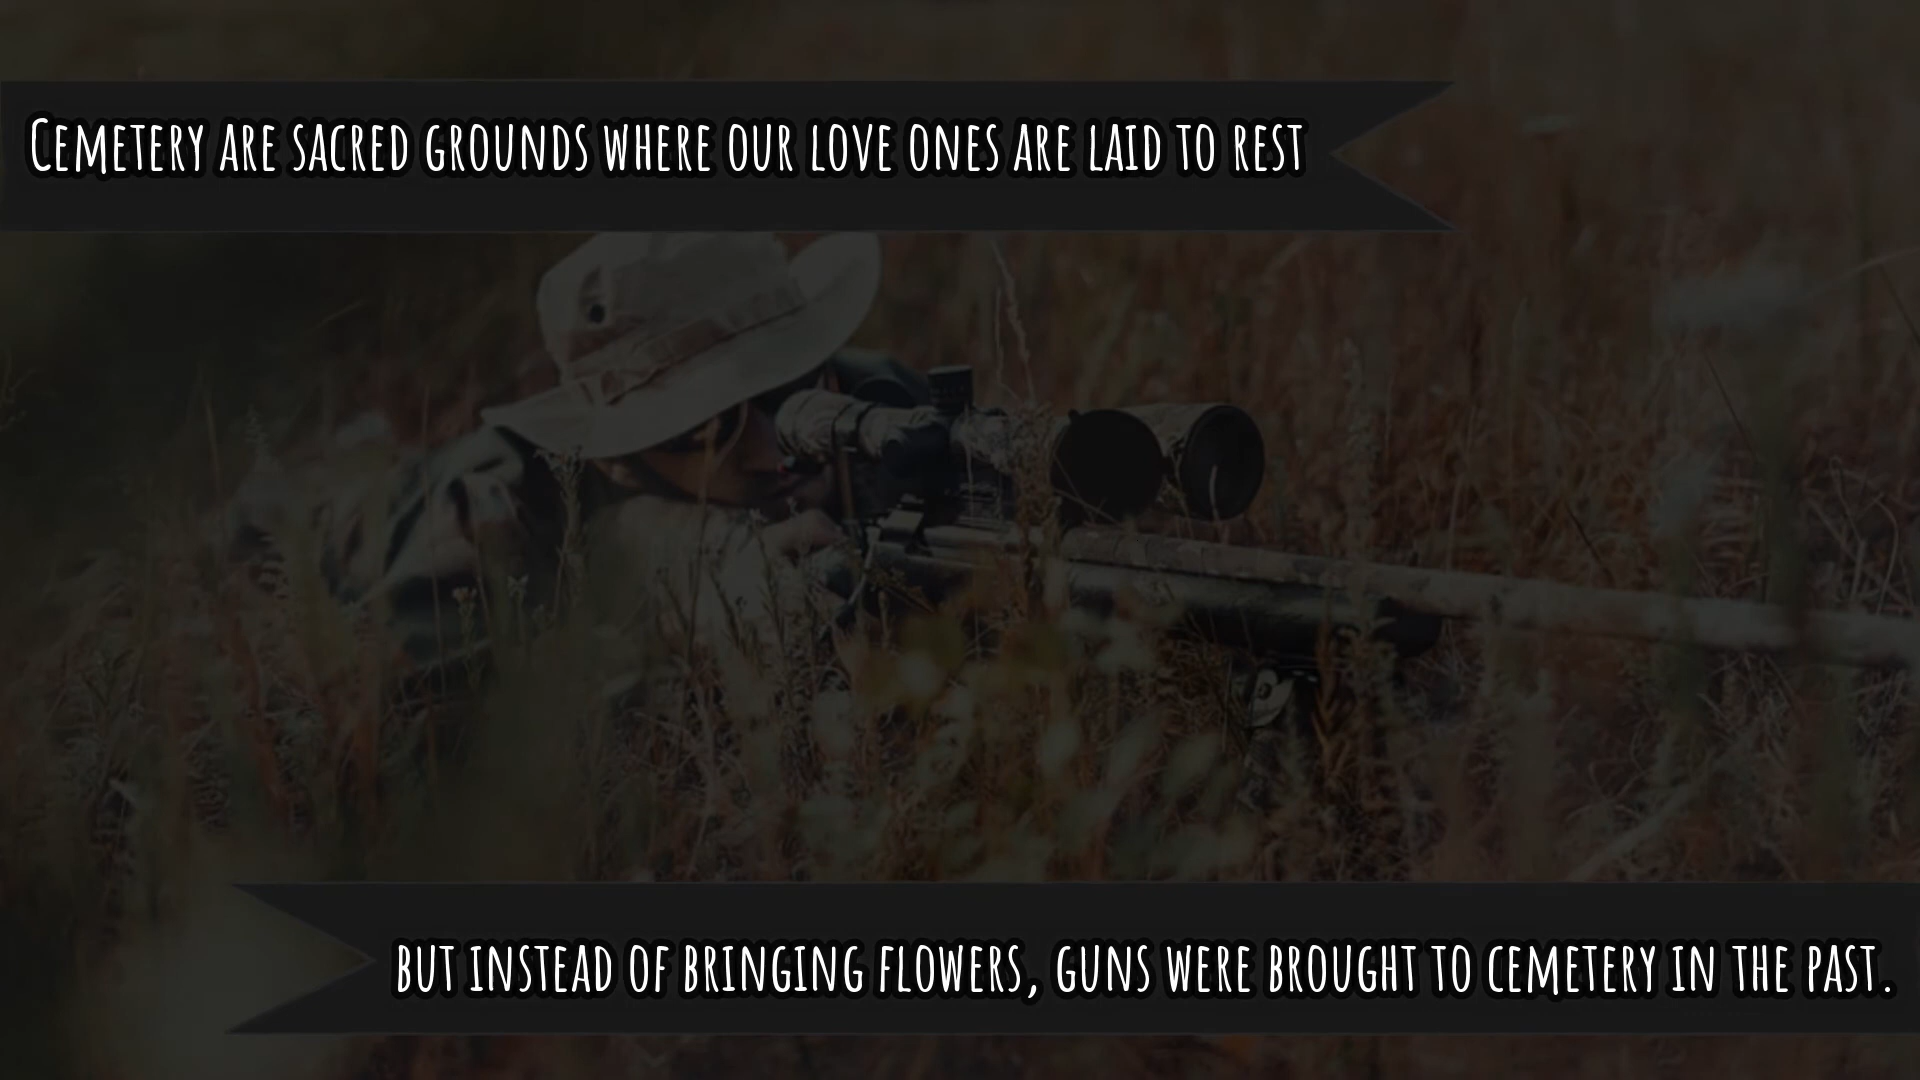 Cemetery are sacred grounds where our love ones are laid to rest
but instead of bringing flowers, guns were brought to cemetery in the past.